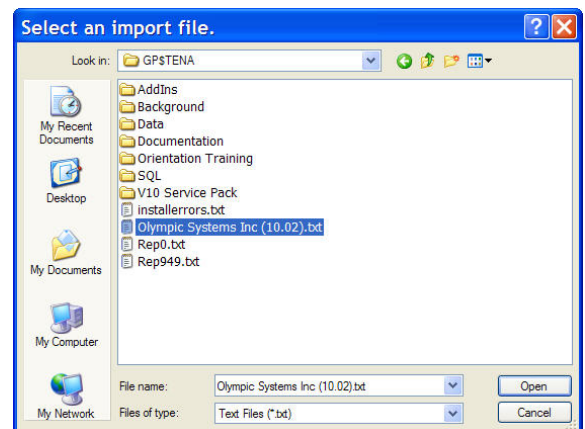 Select an import file.
Look in:
GP$TENA
My Recent
Documents
Desktop
My Documents
My Computer
My Network
AddIns
Background
Data
Documentation
Orientation Training
SQL
V10 Service Pack
installerrors.txt
Olympic Systems Inc (10.02).txt
Rep0.txt
Rep949.txt
File name:
Olympic Systems Inc (10.02).txt
Open
Files of type:
Text Files (*.txt)
Cancel